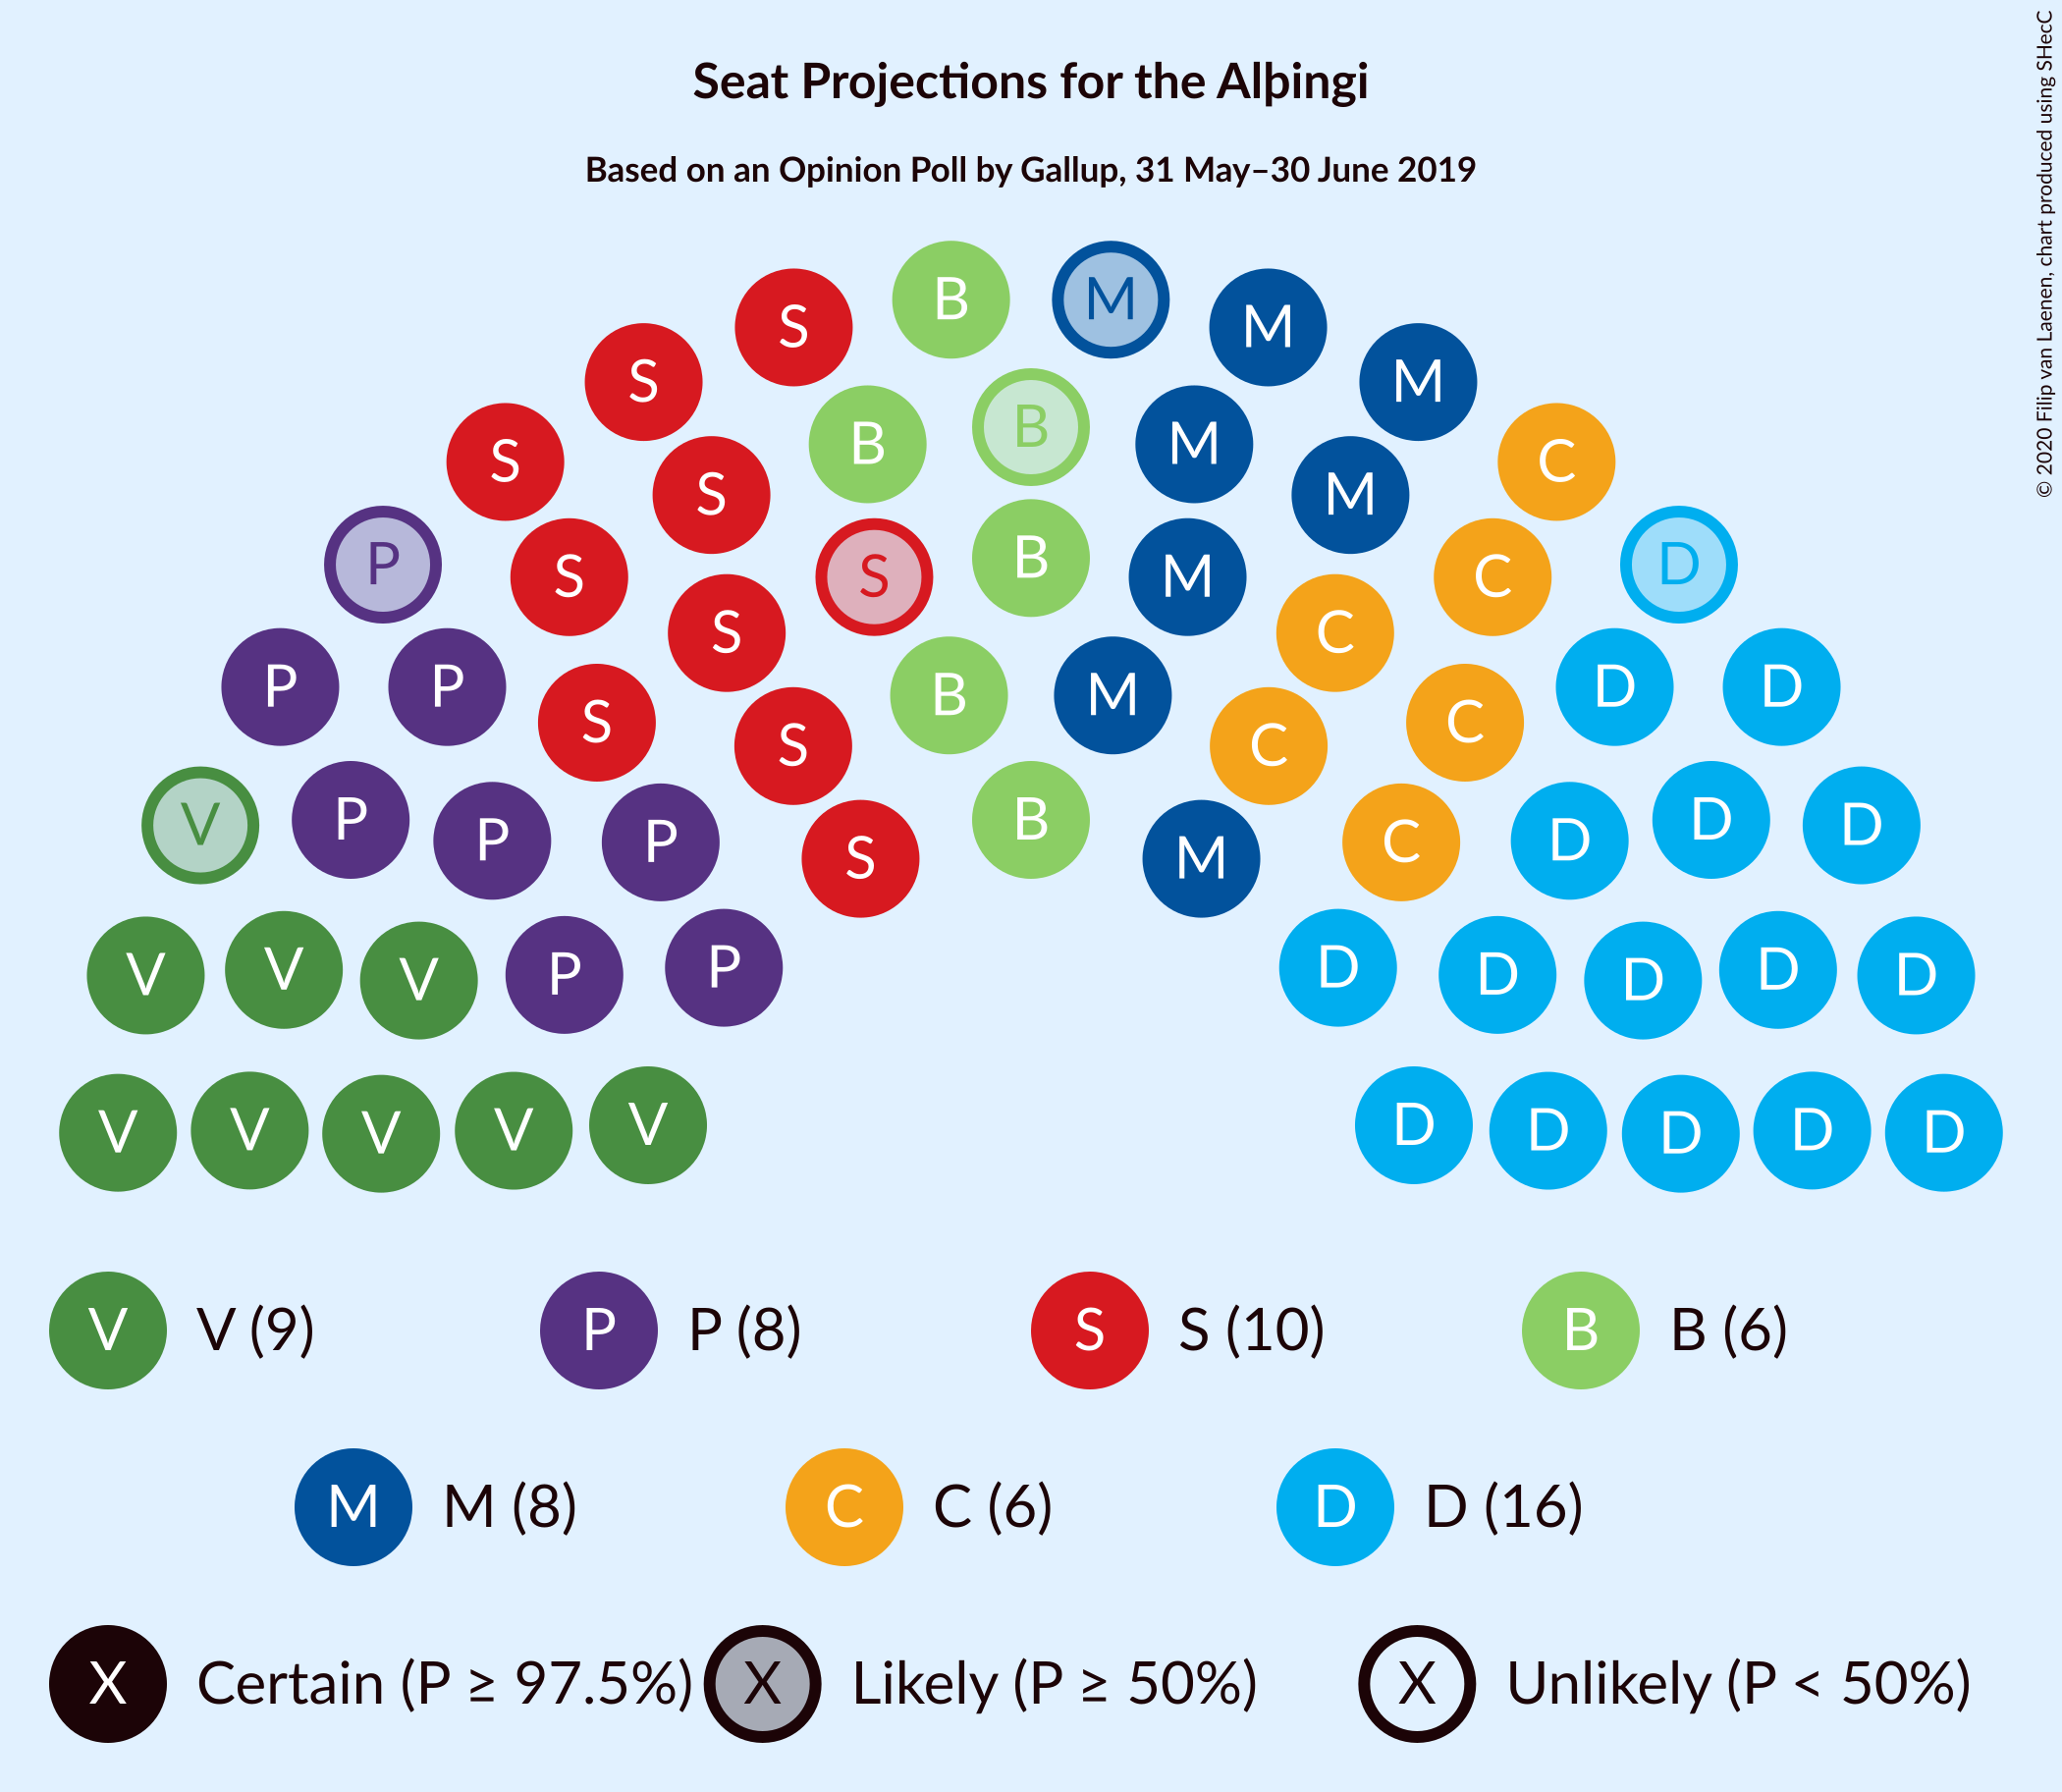 Seat Projections for the Alþingi
Based on an Opinion Poll by Gallup, 31 May–30 June 2019
© 2020 Filip van Laenen, chart produced using SHecC
B M
S M
S M
B
B M
S C
S M
B
P D
S S M C
S C
P P D D
B M
S C
S C
V P B D D
P P C D
S M
P D
V V V P D D D D
V V V V V D D D D D
V V (9) P P (8) S S (10) B B (6)
M M (8) C C (6) D D (16)
X Certain (P ≥ 97.5%) X Likely (P ≥ 50%) X Unlikely (P < 50%)